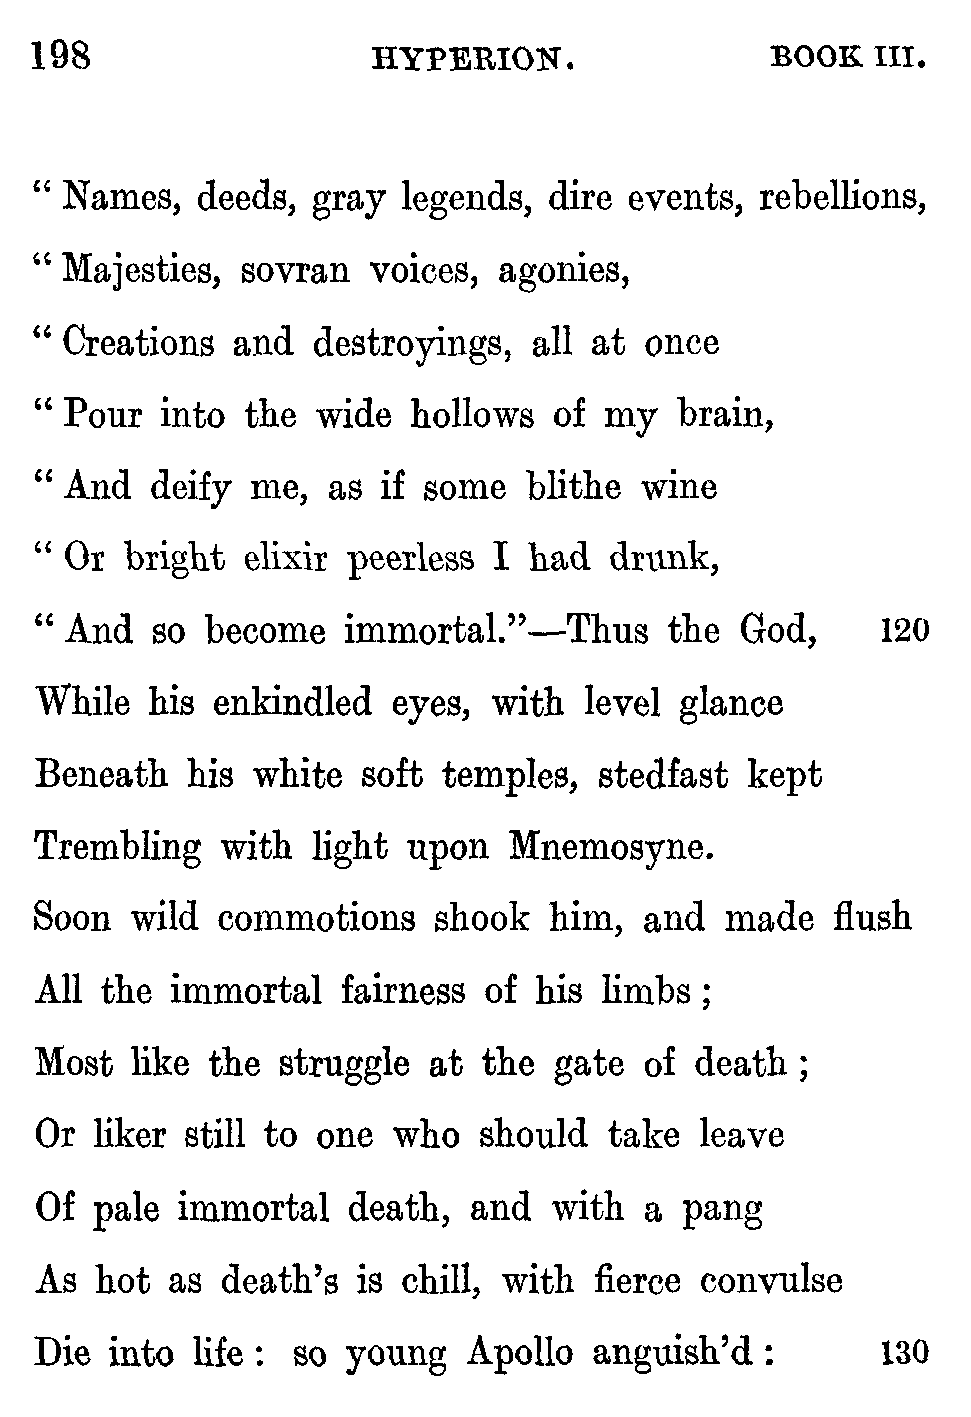 198 HYPERION. BOOK III.
“ Names, deeds, gray legends, dire events, rebellions,
“ Majesties, sovran voices, agonies,
“ Creations and destroyings, all at once
“ Pour into the wide hollows of my brain,
“ And deify me, as if some blithe wine
“ Or bright elixir peerless I had drunk,
“ And so become immortal.”—Thus the God, 120
While his enkindled eyes, with level glance
Beneath his white soft temples, stedfast kept
Trembling with light upon Mnemosyne.
Soon wild commotions shook him, and made flush
All the immortal fairness of his limbs ;
Most like the struggle at the gate of death ;
Or liker still to one who should take leave
Of pale immortal death, and with a pang
As hot as death’s is chill, with fierce convulse
Die into life : so young Apollo anguish’d : 130